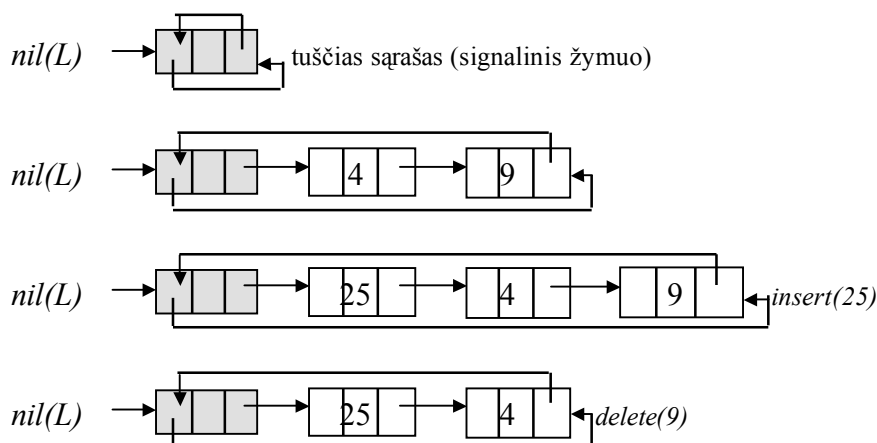 nil(L) tuščias sąrašas (signalinis žymuo)
nil(L) 4 9
nil(L) 25 4 9 insert(25)
nil(L) 25 4 delete(9)